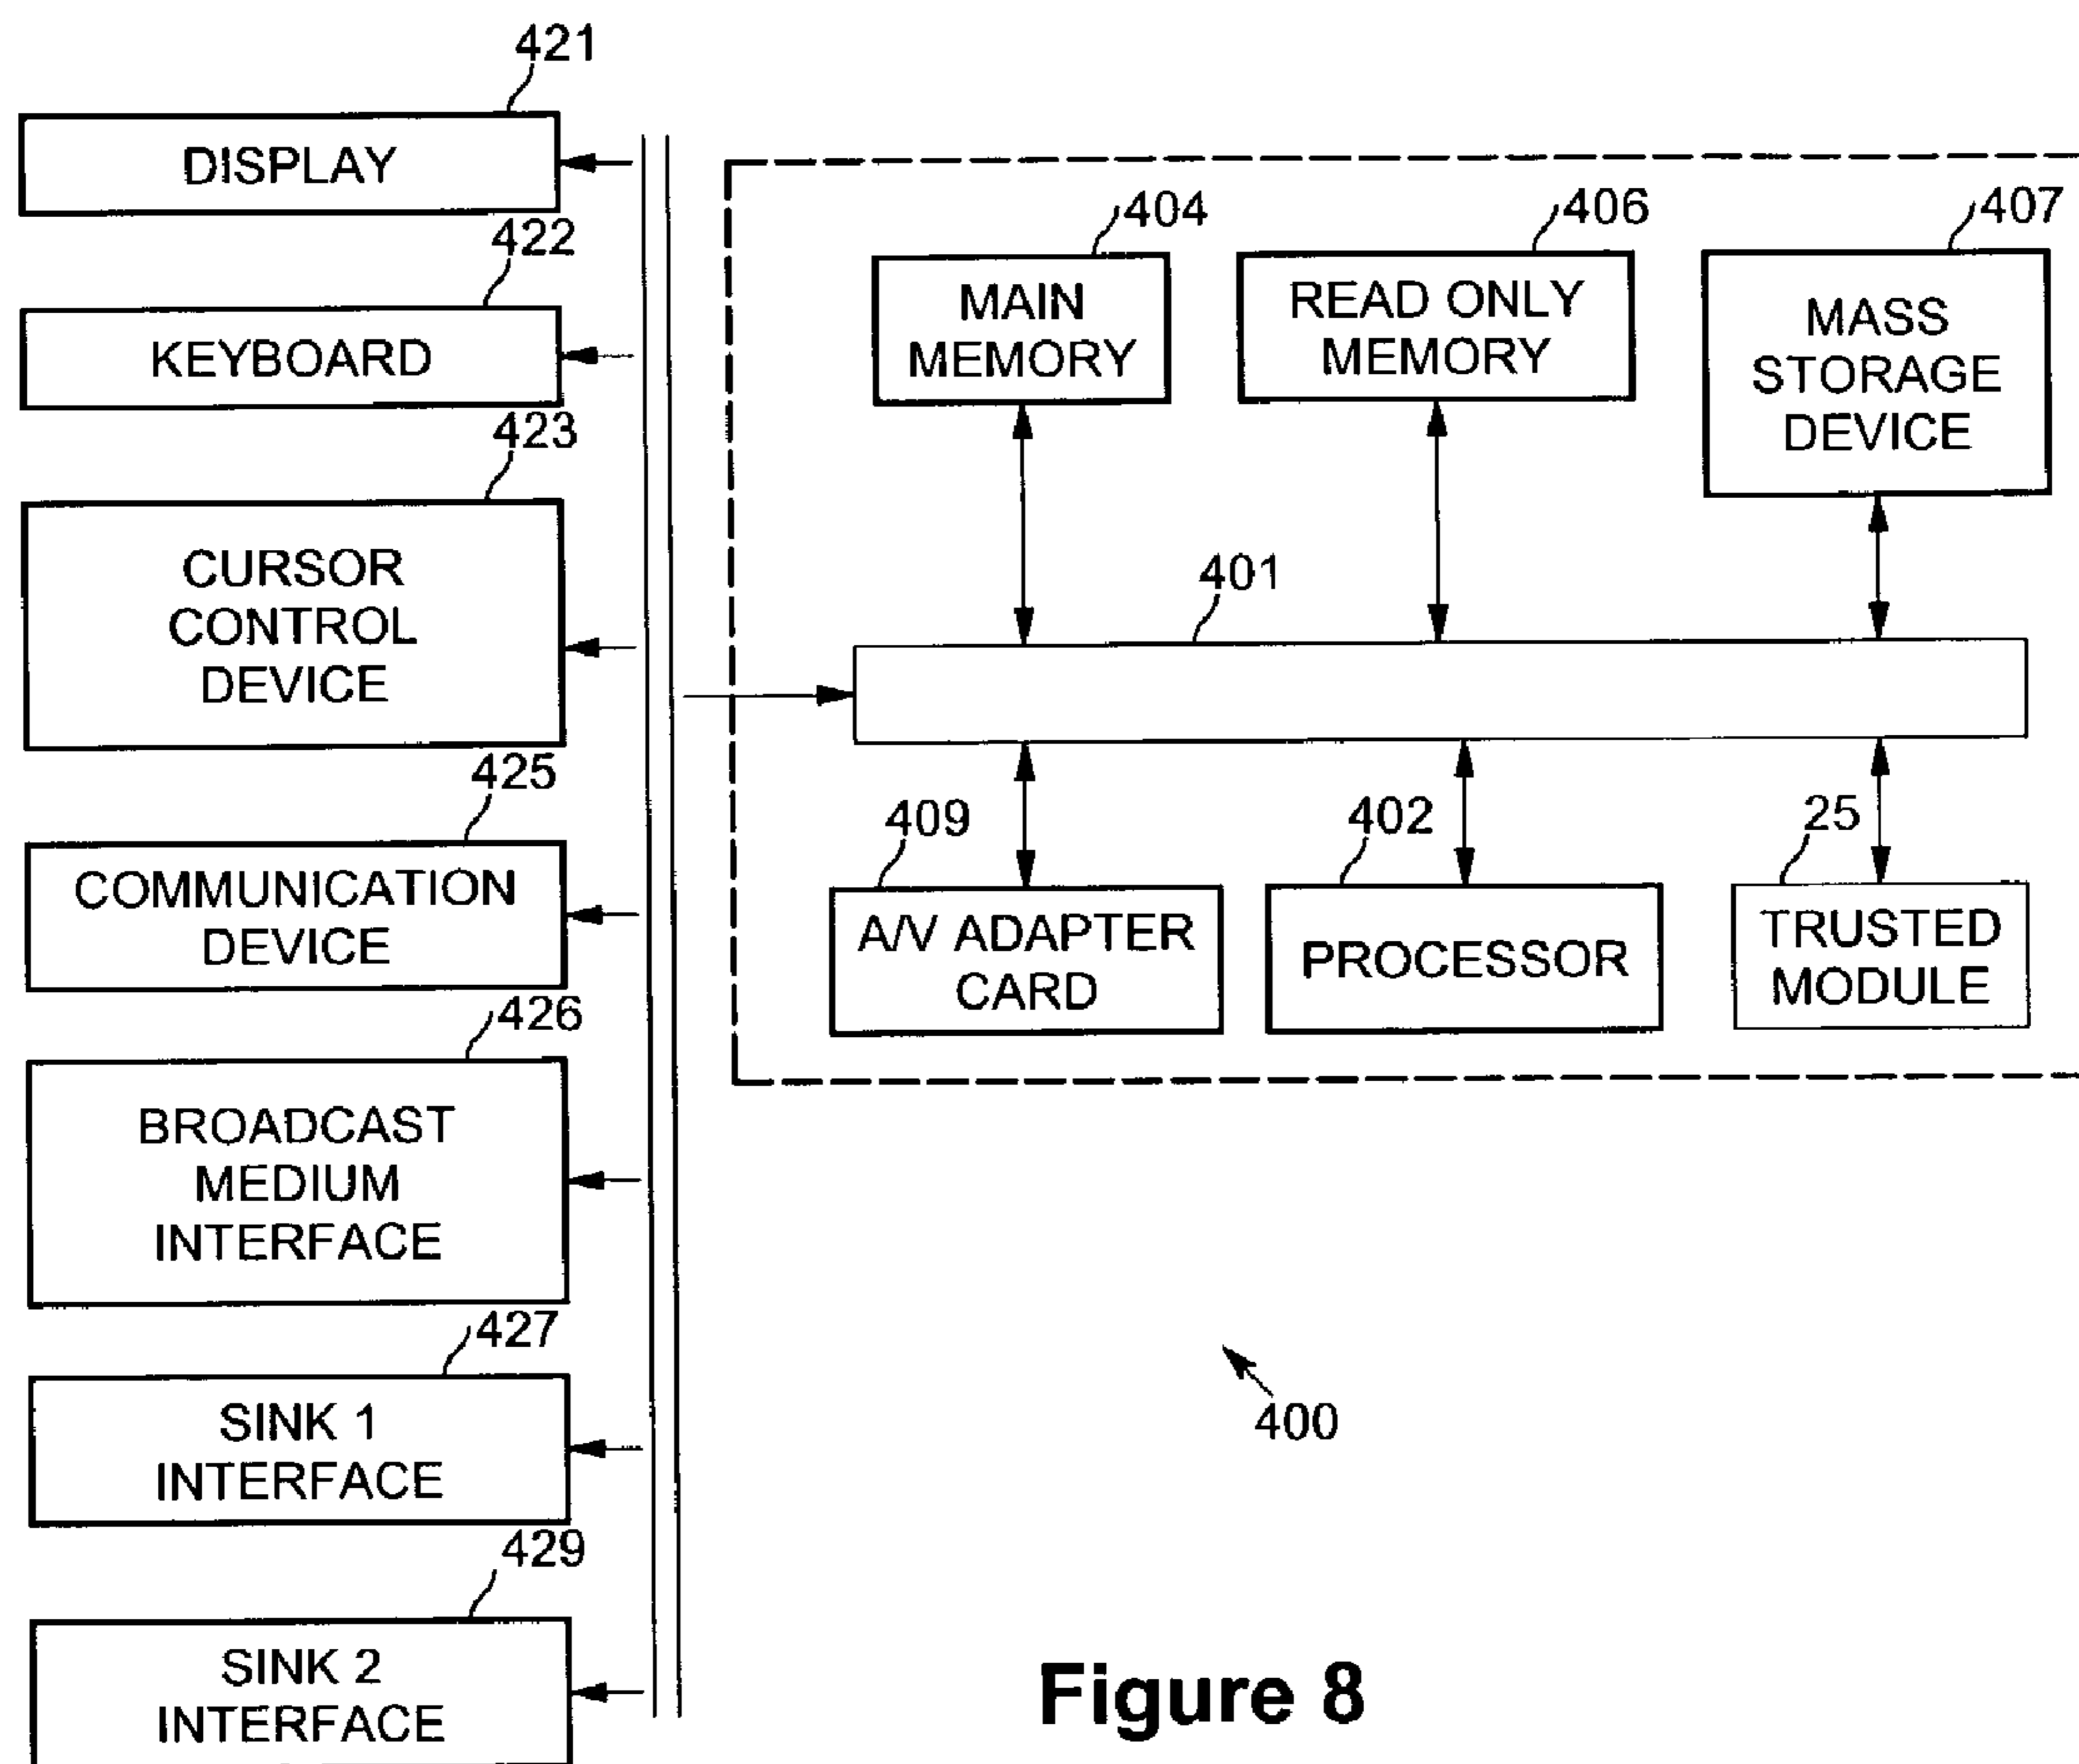 421
DISPLAY
422
KEYBOARD
423
CURSOR
CONTROL
DEVICE
425
COMMUNICATION
DEVICE
426
BROADCAST
MEDIUM
INTERFACE
427
SINK 1
INTERFACE
429
SINK 2
INTERFACE
404
MAIN
MEMORY
406
READ ONLY
MEMORY
407
MASS
STORAGE
DEVICE
401
409
A/V ADAPTER
CARD
402
PROCESSOR
25
TRUSTED
MODULE
400
Figure 8